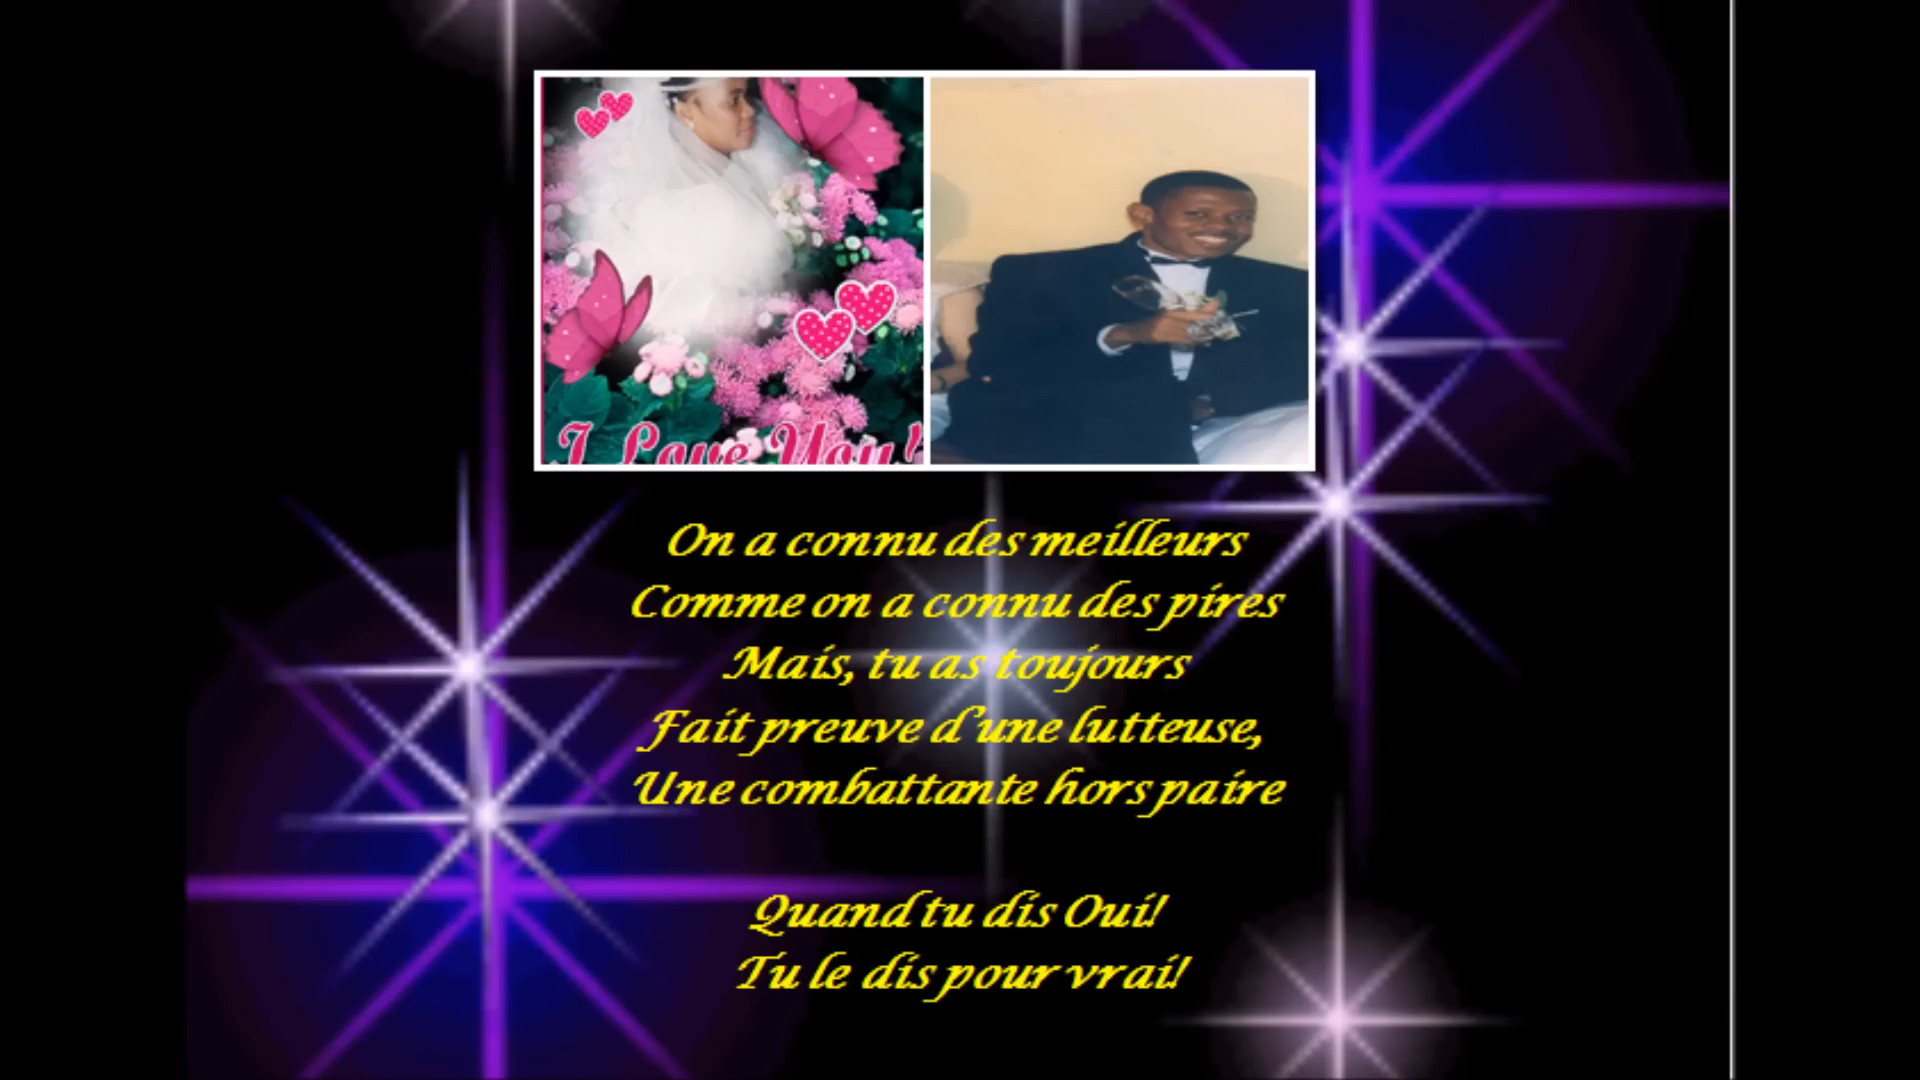 I Love You!
On a connu des meilleurs
Comme on a connu des pires
Mais, tu as toujours
Fait preuve d'une lutteuse,
Une combattante hors paire
Quand tu dis Oui!
Tu le dis pour vrai!